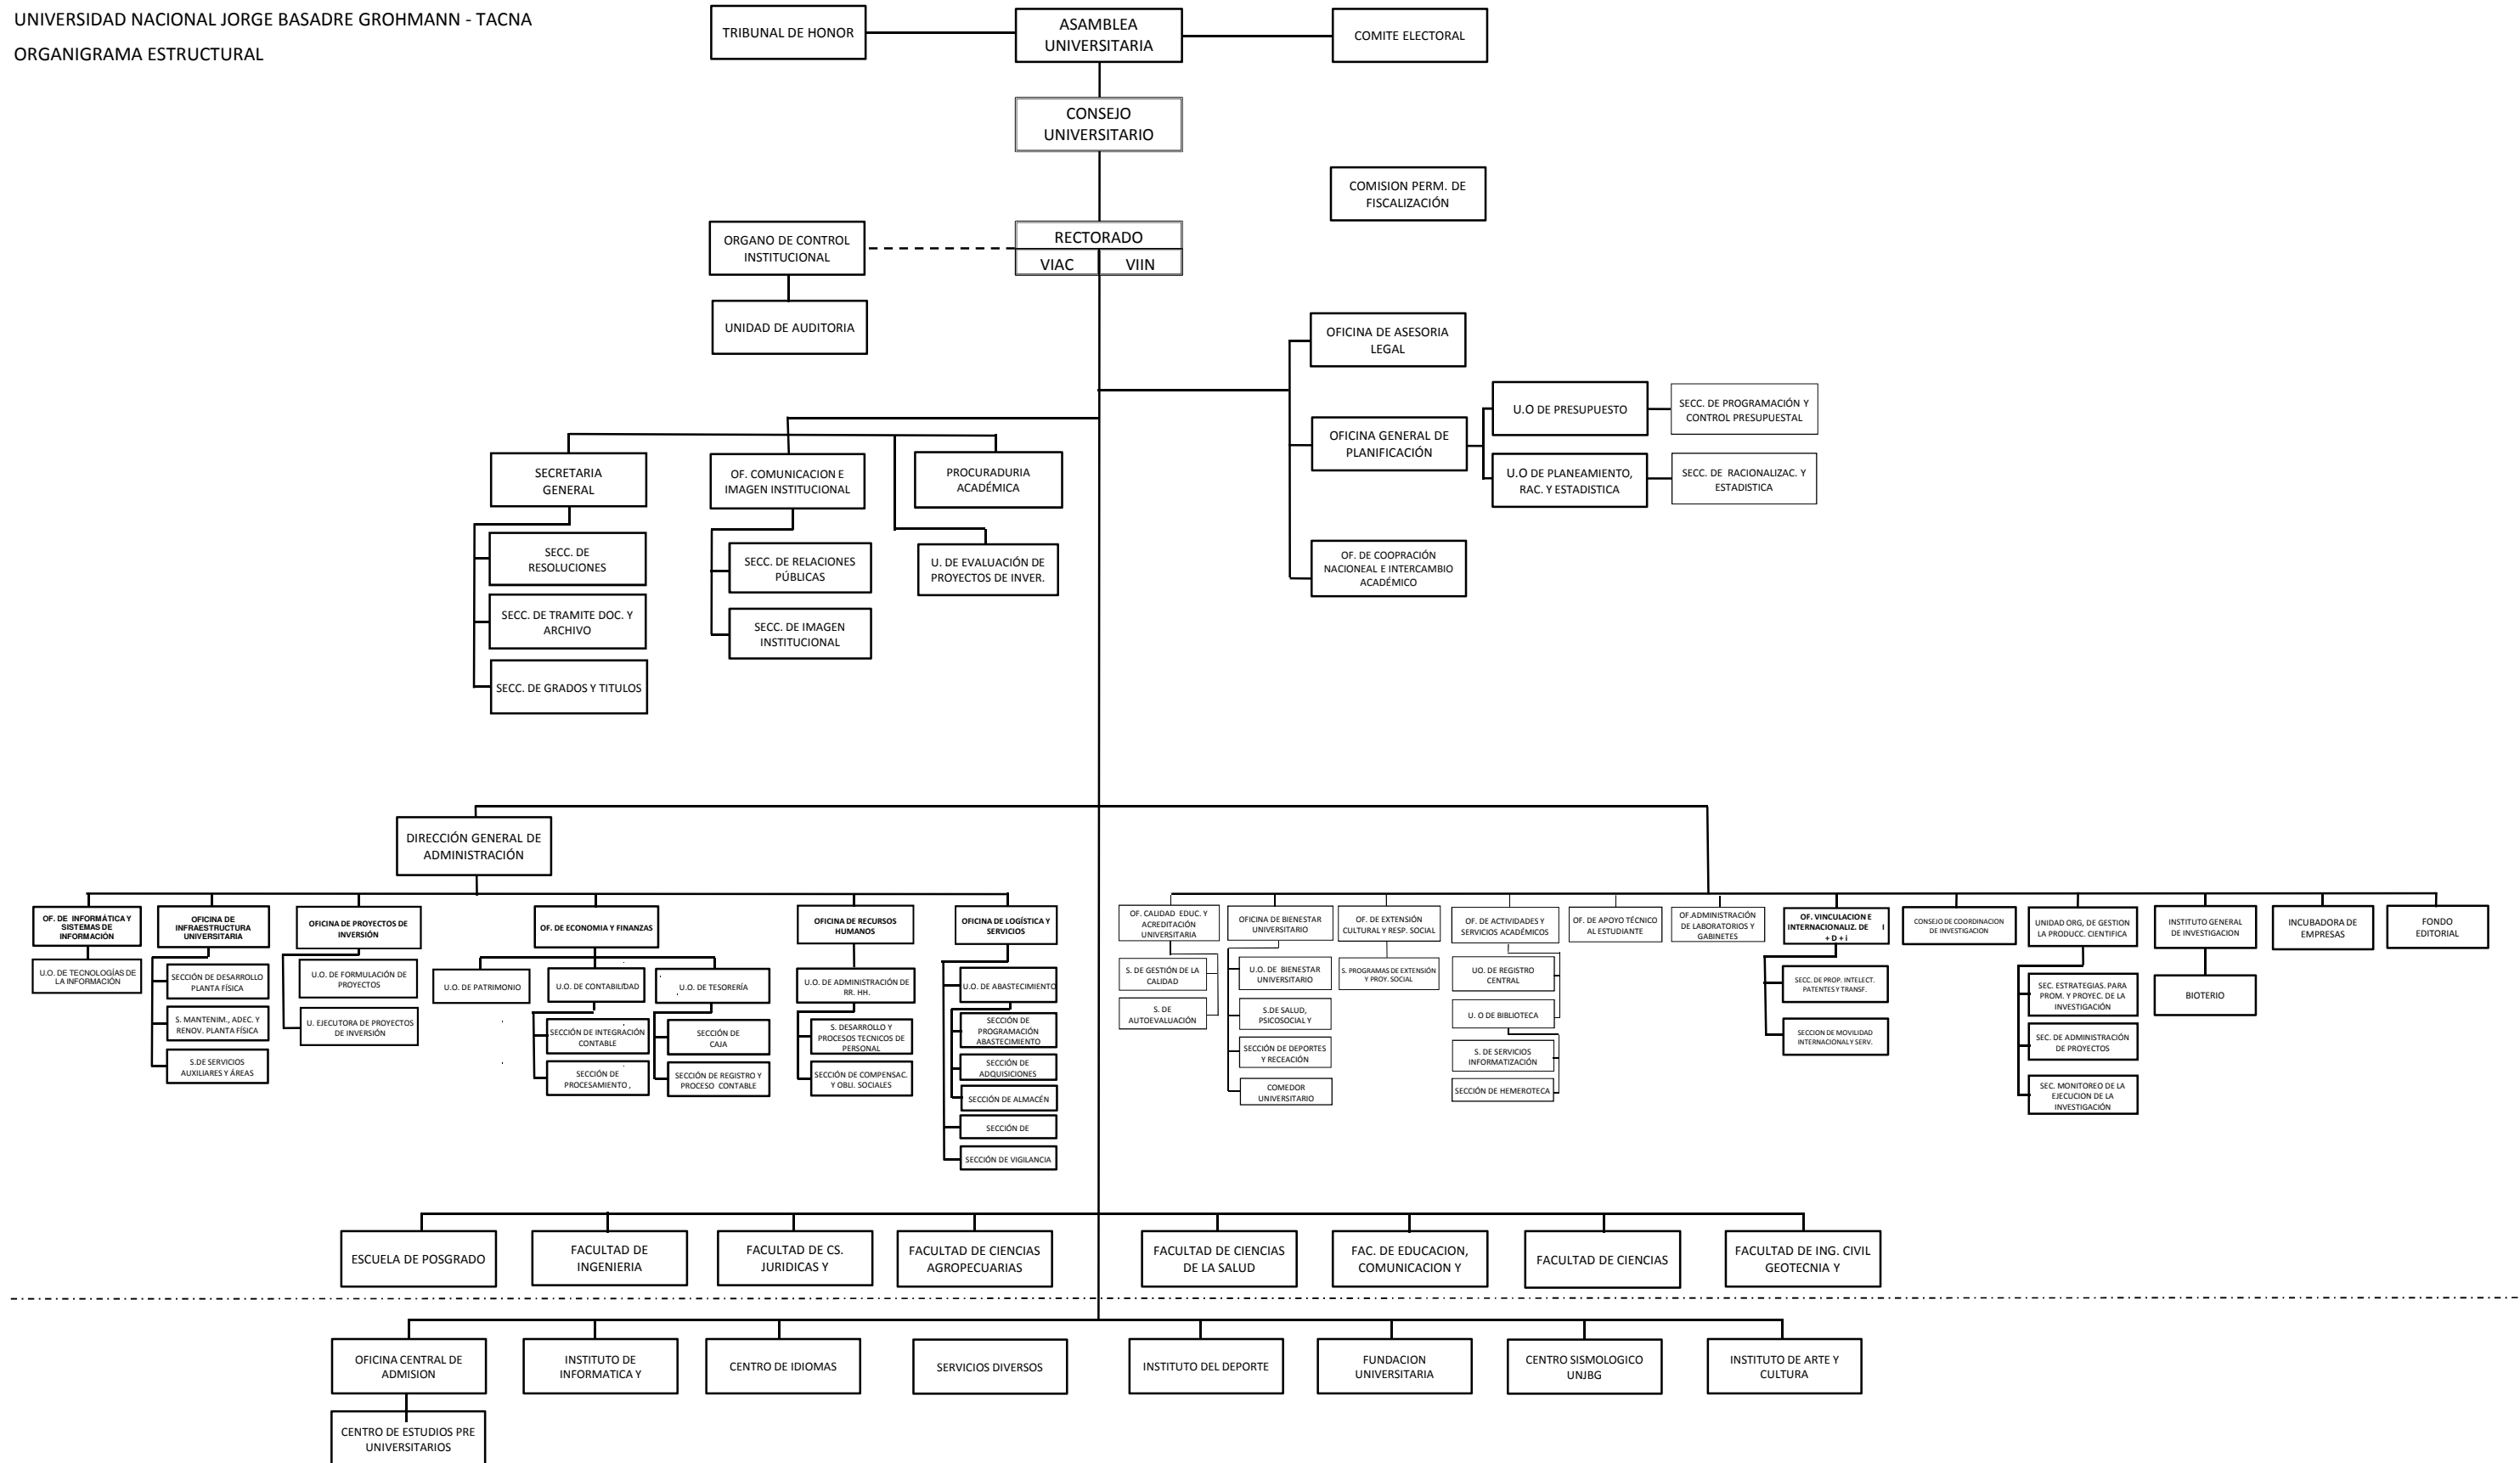 UNIVERSIDAD NACIONAL JORGE BASADRE GROHMANN - TACNA
ORGANIGRAMA ESTRUCTURAL
TRIBUNAL DE HONOR
ASAMBLEA
UNIVERSITARIA
COMITE ELECTORAL
CONSEJO
UNIVERSITARIO
COMISION PERM. DE
FISCALIZACIÓN
ORGANO DE CONTROL
INSTITUCIONAL
RECTORADO
VIAC
VIIN
UNIDAD DE AUDITORIA
OFICINA DE ASESORIA
LEGAL
OFICINA GENERAL DE
PLANIFICACIÓN
U.O DE PRESUPUESTO
SECC. DE PROGRAMACIÓN Y
CONTROL PRESUPUESTAL
U.O DE PLANEAMIENTO,
RAC. Y ESTADISTICA
SECC. DE RACIONALIZAC. Y
ESTADISTICA
OF. DE COOPRACIÓN
NACIONEAL E INTERCAMBIO
ACADÉMICO
SECRETARIA
GENERAL
OF. COMUNICACION E
IMAGEN INSTITUCIONAL
PROCURADURIA
ACADÉMICA
SECC. DE
RESOLUCIONES
SECC. DE TRAMITE DOC. Y
ARCHIVO
SECC. DE GRADOS Y TITULOS
SECC. DE RELACIONES
PÚBLICAS
SECC. DE IMAGEN
INSTITUCIONAL
U. DE EVALUACIÓN DE
PROYECTOS DE INVER.
DIRECCIÓN GENERAL DE
ADMINISTRACIÓN
OF. DE INFORMÁTICA Y
SISTEMAS DE
INFORMACIÓN
U.O. DE TECNOLOGÍAS DE
LA INFORMACIÓN
OFICINA DE
INFRAESTRUCTURA
UNIVERSITARIA
SECCIÓN DE DESARROLLO
PLANTA FÍSICA
S. MANTENIM., ADEC. Y
RENOV. PLANTA FÍSICA
S.DE SERVICIOS
AUXILIARES Y ÁREAS
OFICINA DE PROYECTOS DE
INVERSIÓN
U.O. DE FORMULACIÓN DE
PROYECTOS
U. EJECUTORA DE PROYECTOS
DE INVERSIÓN
OF. DE ECONOMIA Y FINANZAS
U.O. DE PATRIMONIO
U.O. DE CONTABILIDAD
SECCIÓN DE INTEGRACIÓN
CONTABLE
SECCIÓN DE
PROCESAMIENTO ,
U.O. DE TESORERÍA
SECCIÓN DE
CAJA
SECCIÓN DE REGISTRO Y
PROCESO CONTABLE
OFICINA DE RECURSOS
HUMANOS
U.O. DE ADMINISTRACIÓN DE
RR. HH.
S. DESARROLLO Y
PROCESOS TECNICOS DE
PERSONAL
SECCIÓN DE COMPENSAC.
Y OBLI. SOCIALES
OFICINA DE LOGÍSTICA Y
SERVICIOS
U.O. DE ABASTECIMIENTO
SECCIÓN DE
PROGRAMACIÓN
ABASTECIMIENTO
SECCIÓN DE
ADQUISICIONES
SECCIÓN DE ALMACÉN
SECCIÓN DE
SECCIÓN DE VIGILANCIA
OF. CALIDAD EDUC. Y
ACREDITACIÓN
UNIVERSITARIA
S. DE GESTIÓN DE LA
CALIDAD
S. DE
AUTOEVALUACIÓN
OFICINA DE BIENESTAR
UNIVERSITARIO
U.O. DE BIENESTAR
UNIVERSITARIO
S.DE SALUD,
PSICOSOCIAL Y
SECCIÓN DE DEPORTES
Y RECEACIÓN
COMEDOR
UNIVERSITARIO
OF. DE EXTENSIÓN
CULTURAL Y RESP. SOCIAL
S. PROGRAMAS DE EXTENSIÓN
Y PROY. SOCIAL
OF. DE ACTIVIDADES Y
SERVICIOS ACADÉMICOS
UO. DE REGISTRO
CENTRAL
U. O DE BIBLIOTECA
S. DE SERVICIOS
INFORMATIZACIÓN
SECCIÓN DE HEMEROTECA
OF. DE APOYO TÉCNICO
AL ESTUDIANTE
OF.ADMINISTRACIÓN
DE LABORATORIOS Y
GABINETES
OF. VINCULACION E
INTERNACIONALIZ. DE I
+ D + i
SECC. DE PROP. INTELECT.
PATENTES Y TRANSF.
SECCION DE MOVILIDAD
INTERNACIONAL Y SERV.
CONSEJO DE COORDINACION
DE INVESTIGACION
UNIDAD ORG, DE GESTION
LA PRODUCC. CIENTIFICA
SEC. ESTRATEGIAS. PARA
PROM. Y PROYEC. DE LA
INVESTIGACIÓN
SEC. DE ADMINISTRACIÓN
DE PROYECTOS
SEC. MONITOREO DE LA
EJECUCION DE LA
INVESTIGACIÓN
INSTITUTO GENERAL
DE INVESTIGACION
BIOTERIO
INCUBADORA DE
EMPRESAS
FONDO
EDITORIAL
ESCUELA DE POSGRADO
FACULTAD DE
INGENIERIA
FACULTAD DE CS.
JURIDICAS Y
FACULTAD DE CIENCIAS
AGROPECUARIAS
FACULTAD DE CIENCIAS
DE LA SALUD
FAC. DE EDUCACION,
COMUNICACION Y
FACULTAD DE CIENCIAS
FACULTAD DE ING. CIVIL
GEOTECNIA Y
OFICINA CENTRAL DE
ADMISION
INSTITUTO DE
INFORMATICA Y
CENTRO DE IDIOMAS
SERVICIOS DIVERSOS
INSTITUTO DEL DEPORTE
FUNDACION
UNIVERSITARIA
CENTRO SISMOLOGICO
UNJBG
INSTITUTO DE ARTE Y
CULTURA
CENTRO DE ESTUDIOS PRE
UNIVERSITARIOS